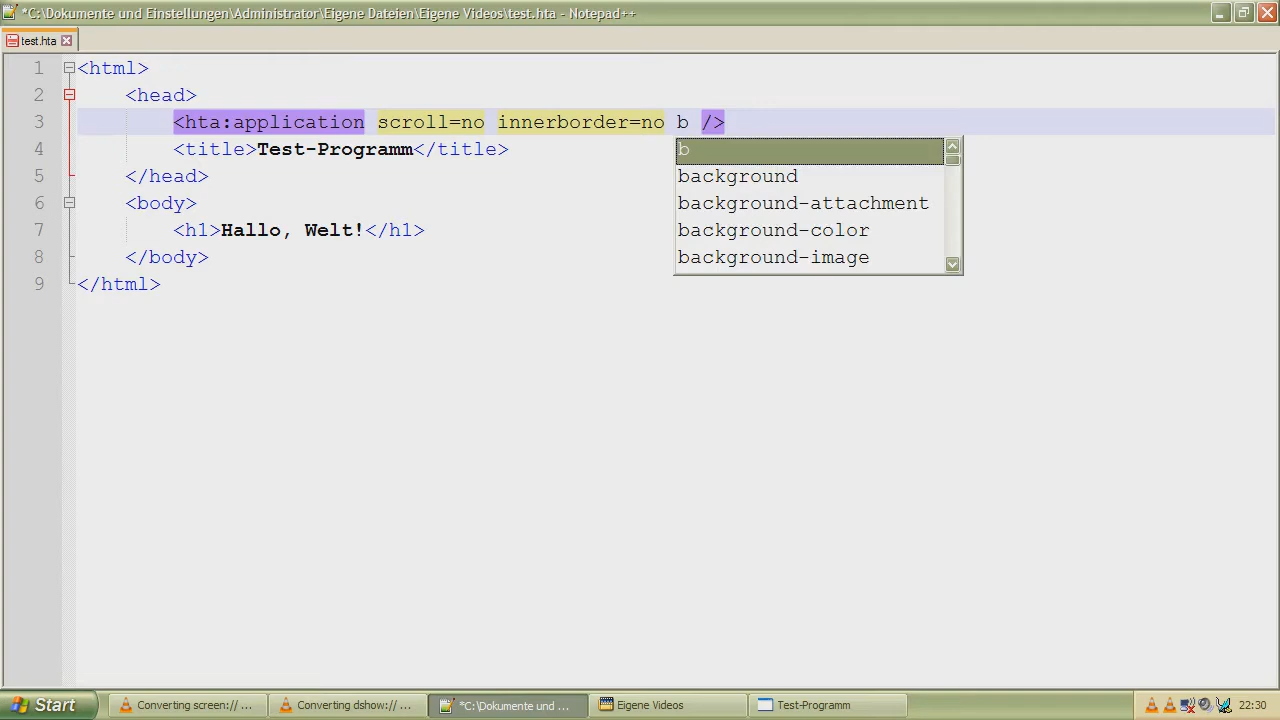 *C:\Dokumente und Einstellungen\Administrator\Eigene Dateien\Eigene Videos\test.hta - Notepad++
test.hta
1 <html>
2 <head>
3 <hta:application scroll=no innerborder=no b />
4 <title>Test-Programm</title>
5 </head>
6 <body>
7 <h1>Hallo, Welt!</h1>
8 </body>
9 </html>
b
background
background-attachment
background-color
background-image
Start Converting screen:// ... Converting dshow:// ... *C:\Dokumente und ... Eigene Videos Test-Programm 22:30